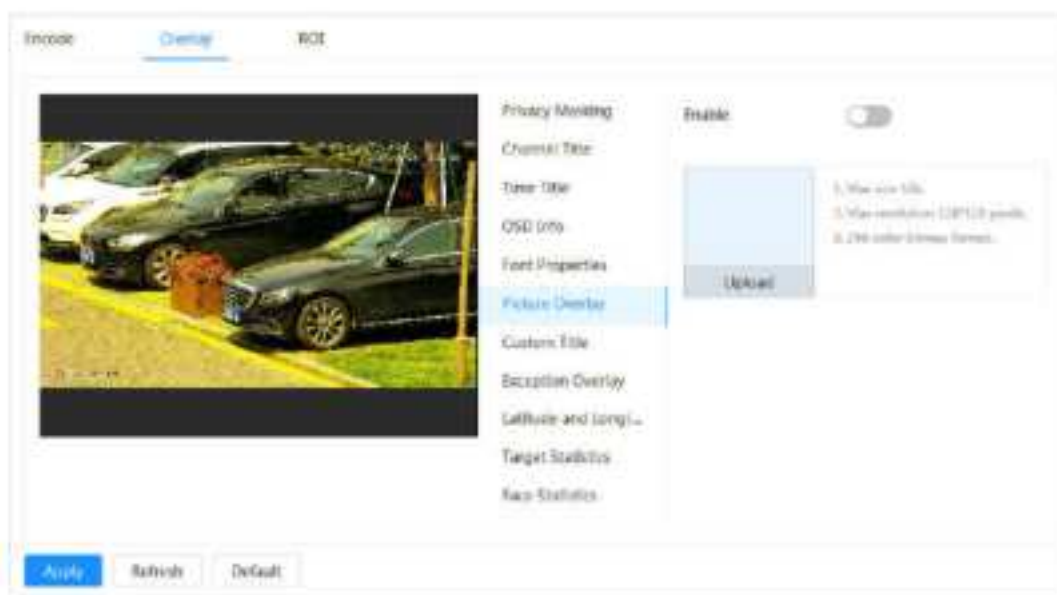 Encode Overlay ROI
Privacy Masking
Enable
Channel Title
Time Title
OSD Info
Font Properties
Picture Overlay
Upload
Custom Title
Exception Overlay
Latitude and Longi...
Target Statistics
Face Statistics
Apply Refresh Default